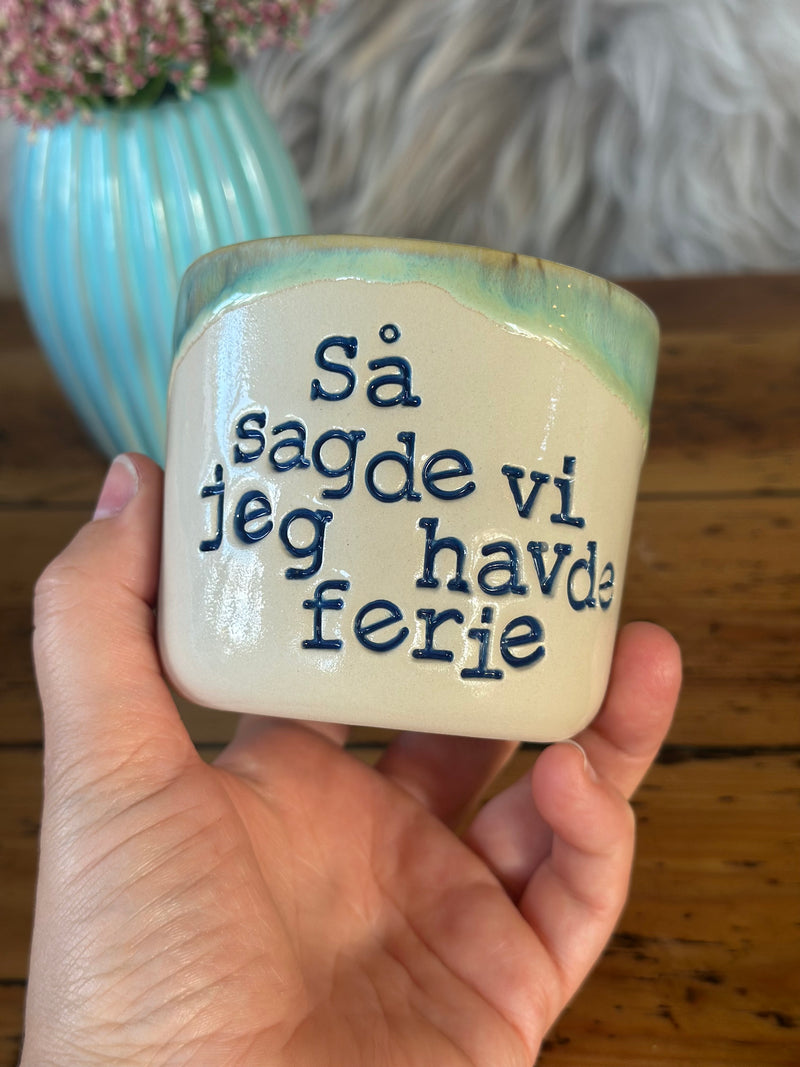 Så
sagde vi
jeg havde
ferie